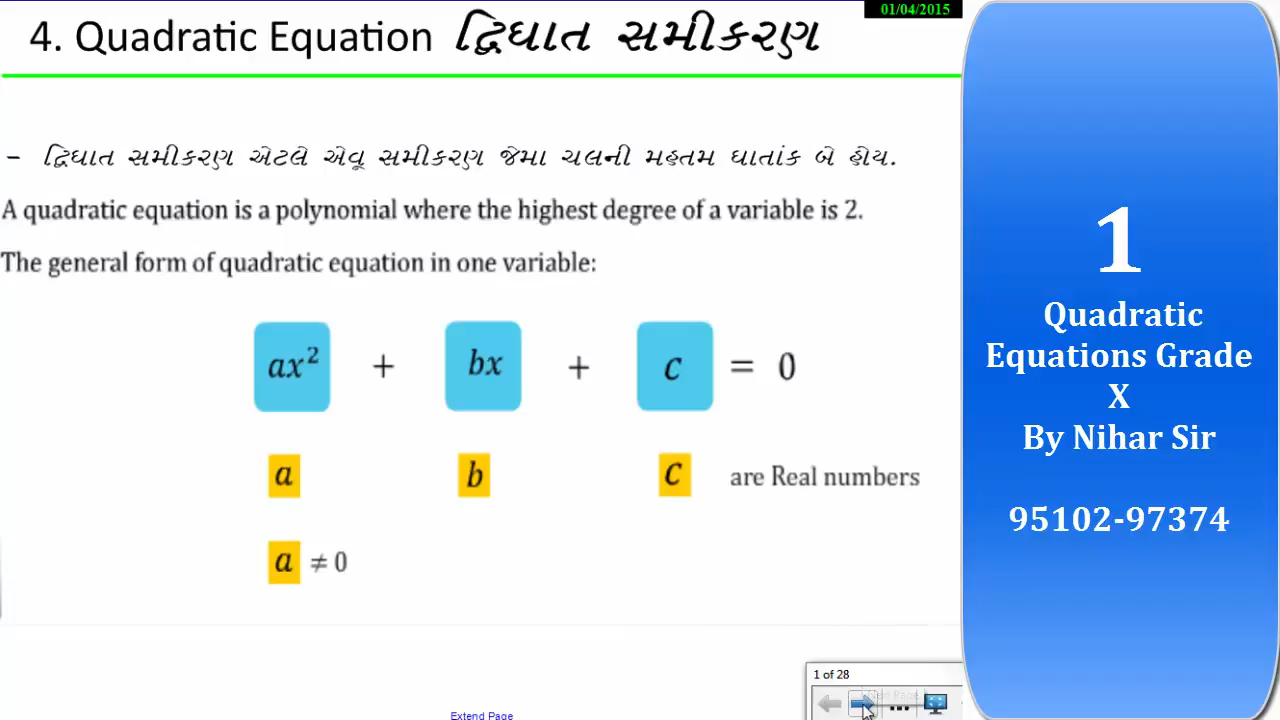 01/04/2015
4. Quadratic Equation દ્વિઘાત સમીકરણ
– દ્વિઘાત સમીકરણ એટલે એવૂ સમીકરણ જેમા ચલની મહતમ ઘાતાંક બે હોય.
A quadratic equation is a polynomial where the highest degree of a variable is 2.
The general form of quadratic equation in one variable:
ax² + bx + c = 0
a b c are Real numbers
a ≠ 0
1
Quadratic
Equations Grade
X
By Nihar Sir
95102-97374
1 of 28
Next Page
Extend Page